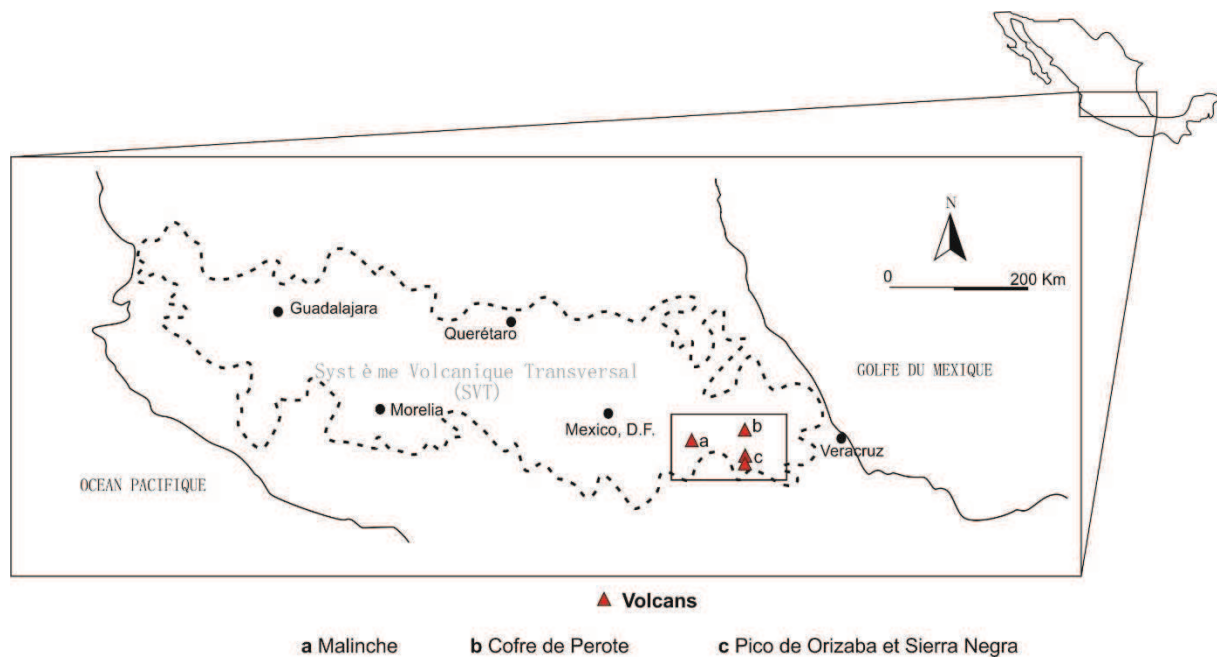 N
0 200 Km
Guadalajara
Querétaro
GOLFE DU MEXIQUE
Système Volcanique Transversal
(SVT)
Morelia
Mexico, D.F.
b
a
Veracruz
c
OCEAN PACIFIQUE
Volcans
a Malinche b Cofre de Perote c Pico de Orizaba et Sierra Negra